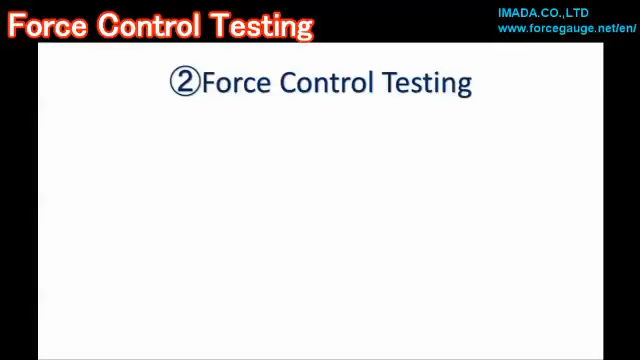 Force Control Testing
IMADA.CO.,LTD
www.forcegauge.net/en/
②Force Control Testing